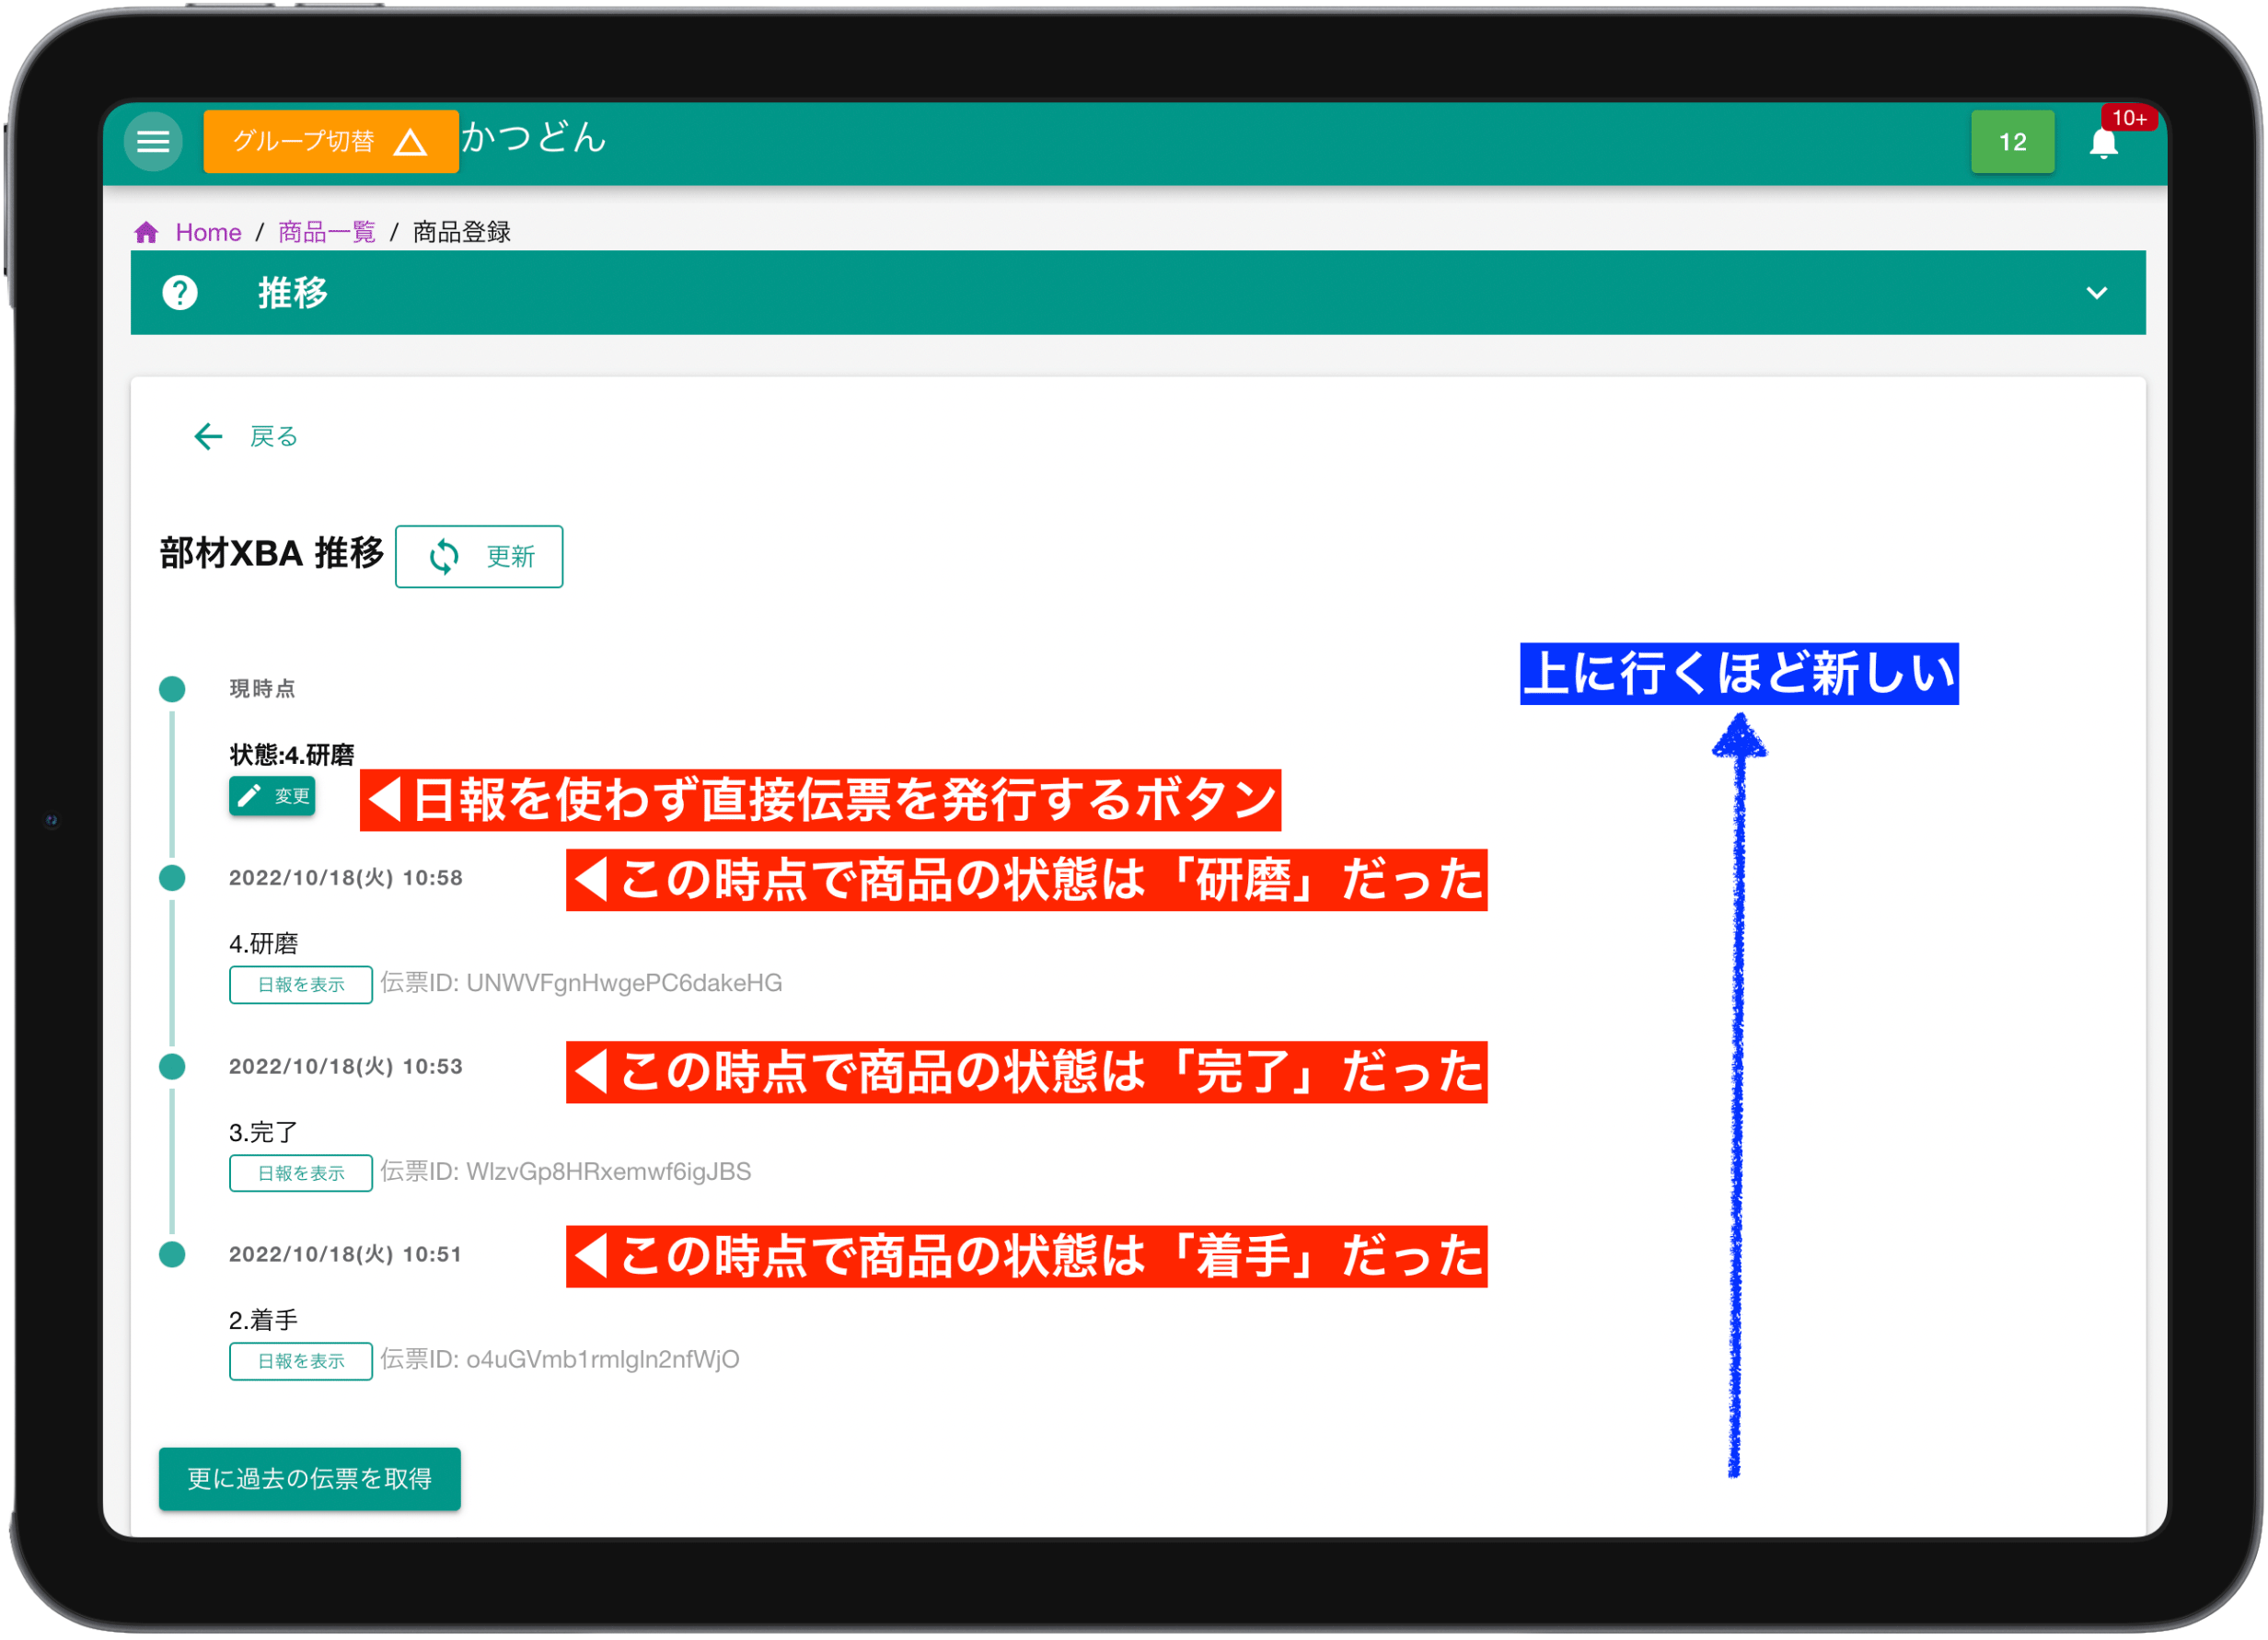 グループ切替 かつどん 12 10+
Home / 商品一覧 / 商品登録
推移
戻る
部材XBA 推移 更新
上に行くほど新しい
現時点
状態:4.研磨
変更 ◀日報を使わず直接伝票を発行するボタン
2022/10/18(火) 10:58 ◀この時点で商品の状態は「研磨」だった
4.研磨
日報を表示 伝票ID: UNWVFgnHwgePC6dakeHG
2022/10/18(火) 10:53 ◀この時点で商品の状態は「完了」だった
3.完了
日報を表示 伝票ID: WlzvGp8HRxemwf6igJBS
2022/10/18(火) 10:51 ◀この時点で商品の状態は「着手」だった
2.着手
日報を表示 伝票ID: o4uGVmb1rmlgln2nfWjO
更に過去の伝票を取得